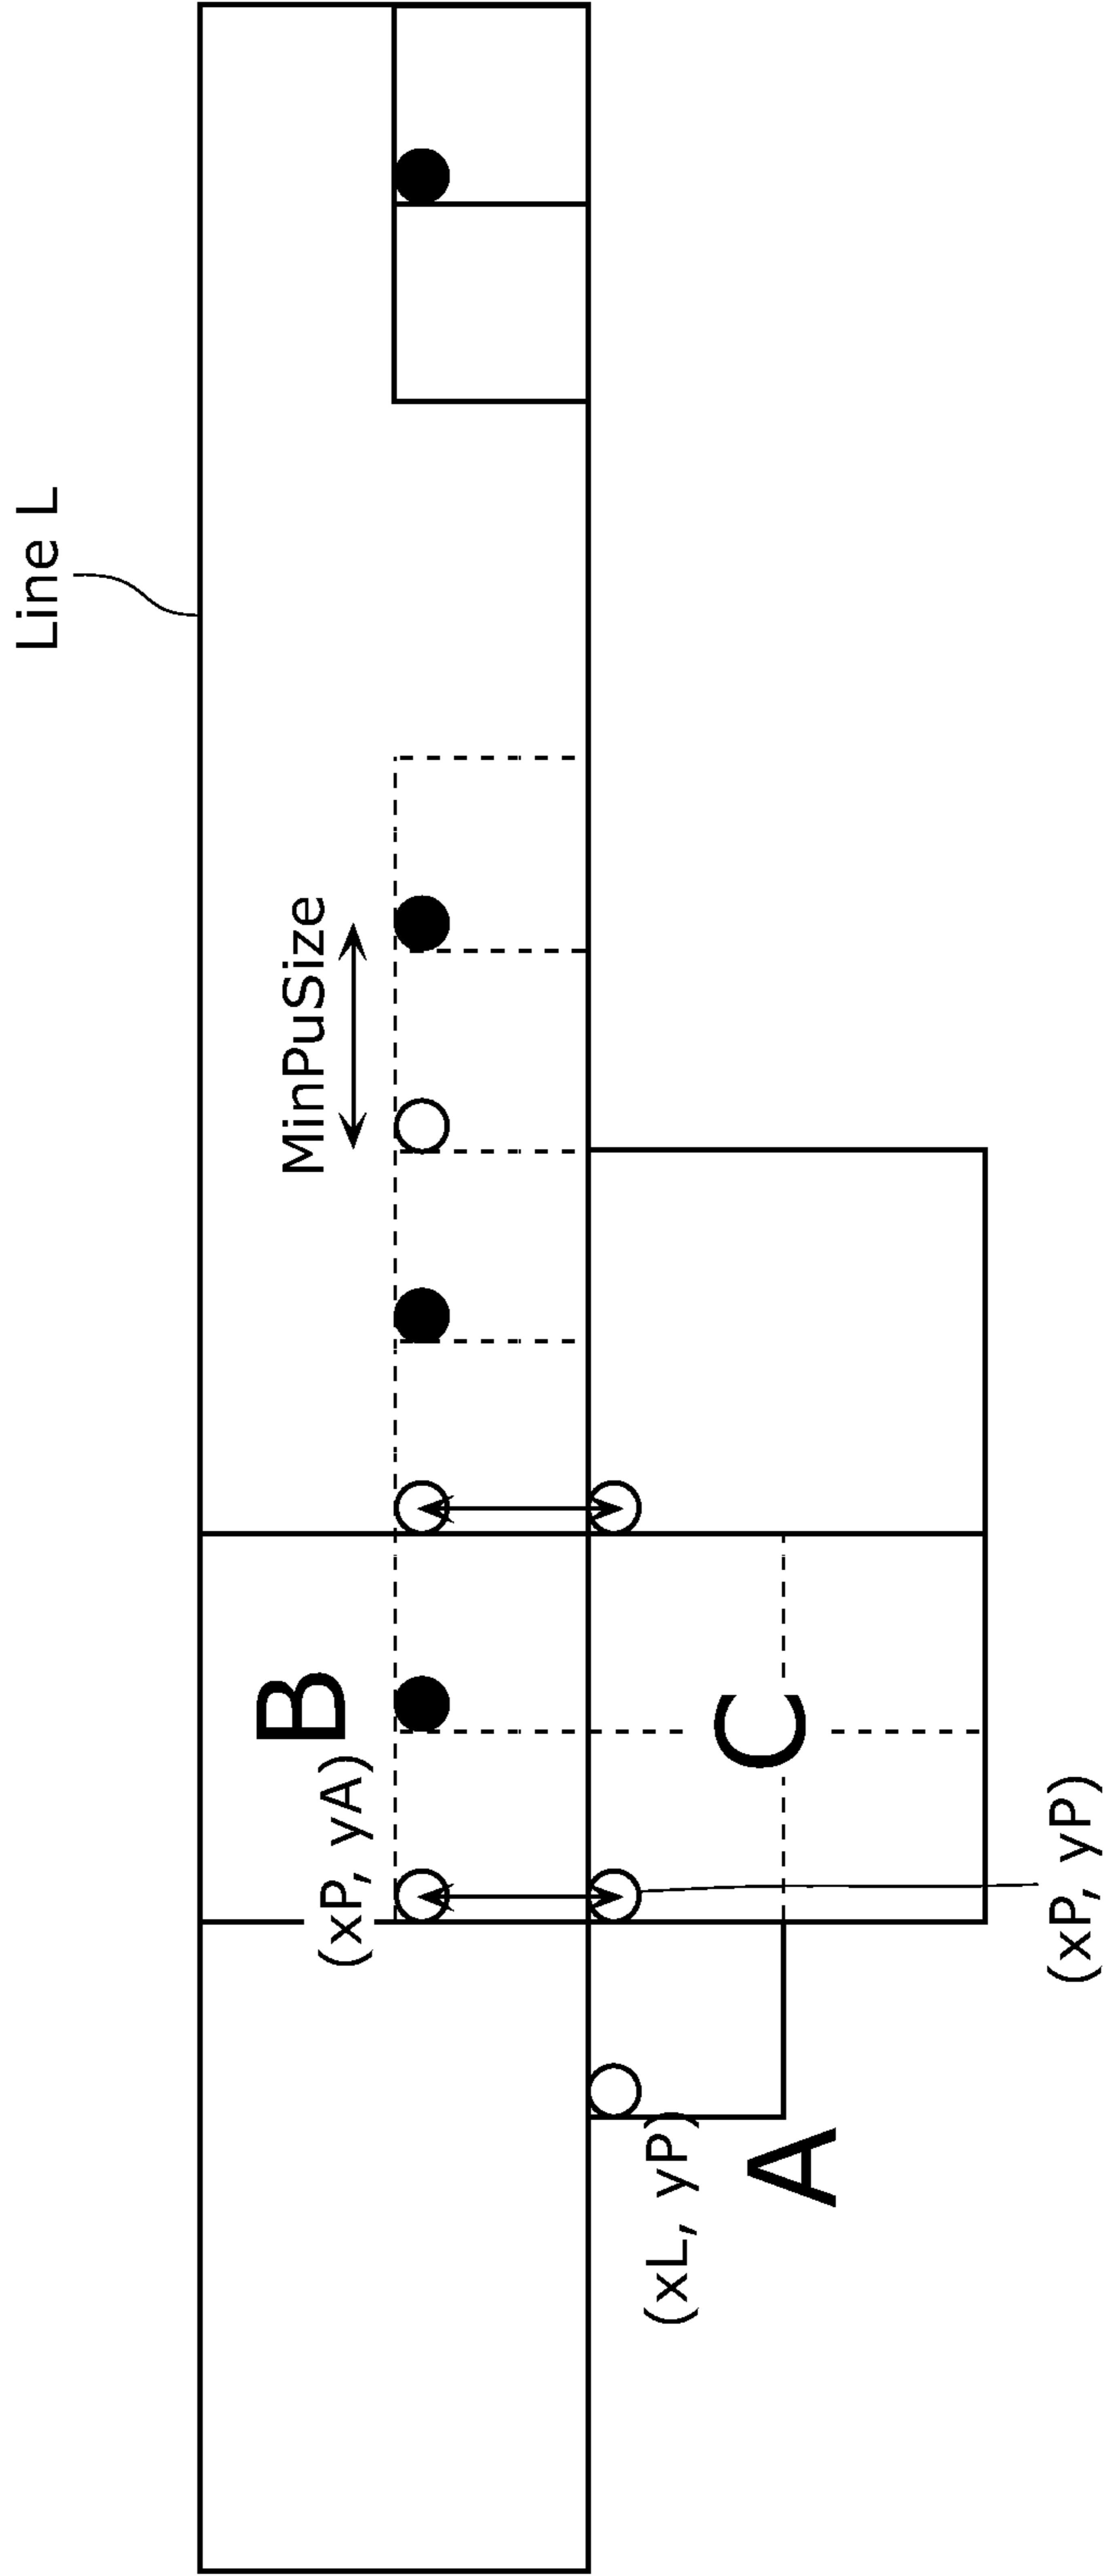 Line L
MinPuSize
B
(xP, yA)
C
(xP, yP)
(xL, yP)
A